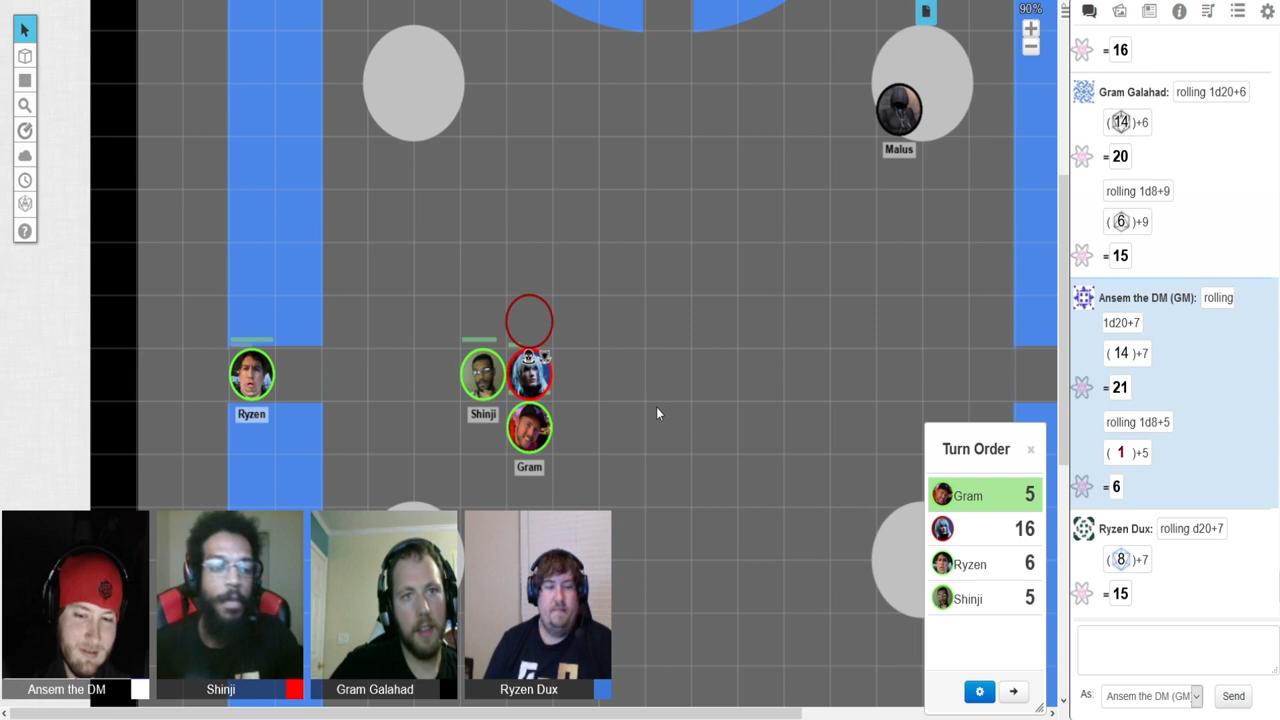 90%
Malus
Ryzen
Shinji
Gram
Ansem the DM
Shinji
Gram Galahad
Ryzen Dux
Turn Order ×
Gram 5
16
Ryzen 6
Shinji 5
= 16
Gram Galahad: rolling 1d20+6
(14)+6
= 20
rolling 1d8+9
(6)+9
= 15
Ansem the DM (GM): rolling
1d20+7
(14)+7
= 21
rolling 1d8+5
(1)+5
= 6
Ryzen Dux: rolling d20+7
(8)+7
= 15
As: Ansem the DM (GM Send